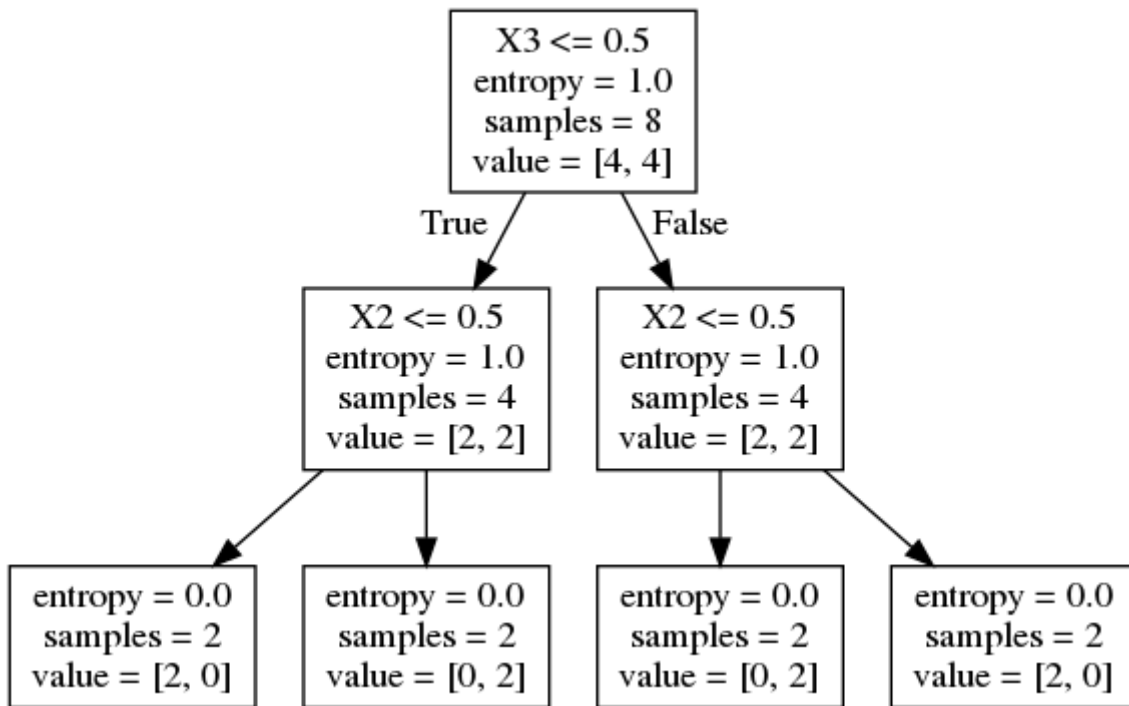 X3 <= 0.5
entropy = 1.0
samples = 8
value = [4, 4]
True
False
X2 <= 0.5
entropy = 1.0
samples = 4
value = [2, 2]
X2 <= 0.5
entropy = 1.0
samples = 4
value = [2, 2]
entropy = 0.0
samples = 2
value = [2, 0]
entropy = 0.0
samples = 2
value = [0, 2]
entropy = 0.0
samples = 2
value = [0, 2]
entropy = 0.0
samples = 2
value = [2, 0]